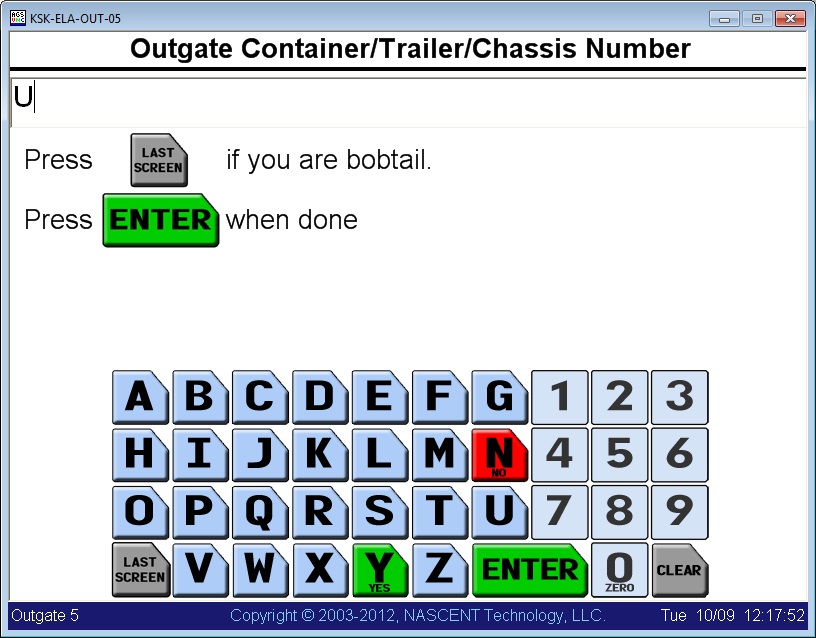 KSK-ELA-OUT-05
Outgate Container/Trailer/Chassis Number
U
Press LAST SCREEN if you are bobtail.
Press ENTER when done
A B C D E F G 1 2 3
H I J K L M N NO 4 5 6
O P Q R S T U 7 8 9
LAST SCREEN V W X Y YES Z ENTER 0 ZERO CLEAR
Outgate 5 Copyright © 2003-2012, NASCENT Technology, LLC. Tue 10/09 12:17:52